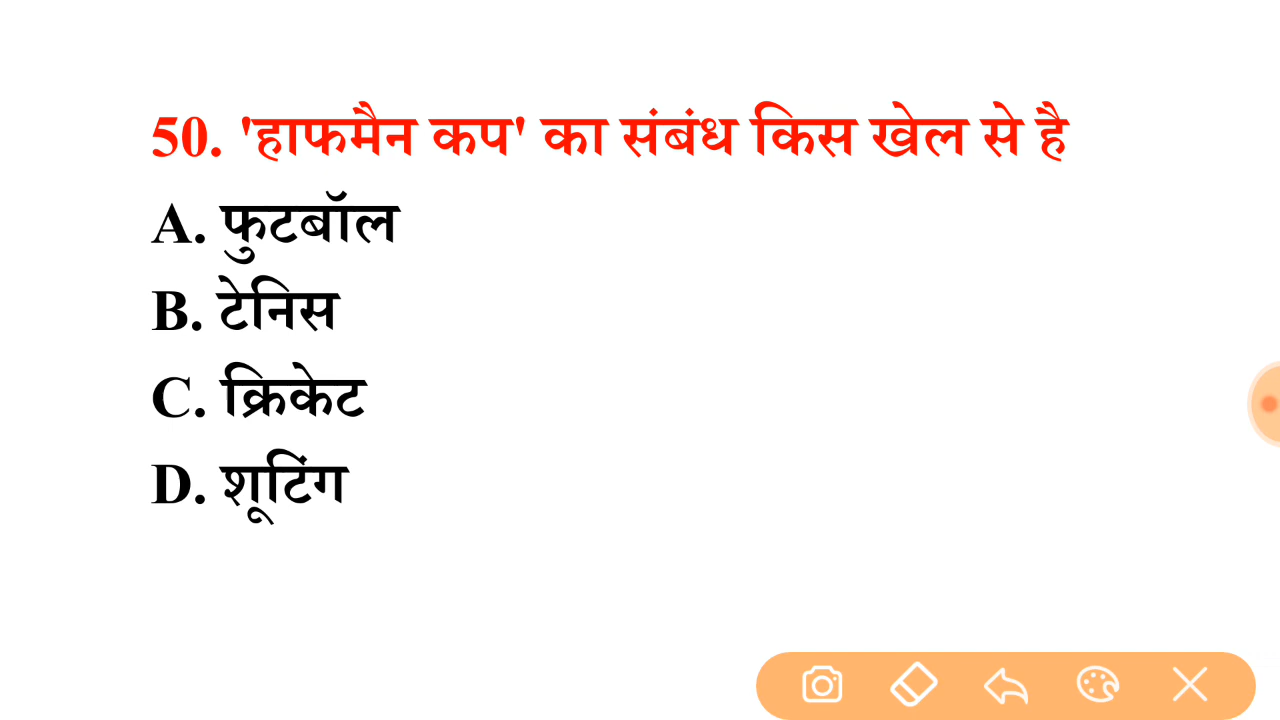 50. 'हाफमैन कप' का संबंध किस खेल से है
A. फुटबॉल
B. टेनिस
C. क्रिकेट
D. शूटिंग